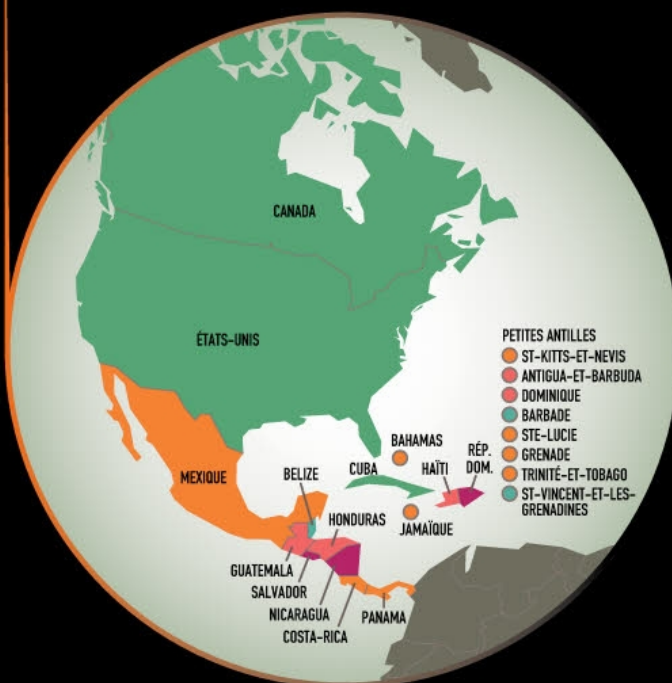 CANADA
ÉTATS-UNIS
PETITES ANTILLES
ST-KITTS-ET-NEVIS
ANTIGUA-ET-BARBUDA
DOMINIQUE
BARBADE
STE-LUCIE
GRENADE
TRINITÉ-ET-TOBAGO
ST-VINCENT-ET-LES-
GRENADINES
BAHAMAS
RÉP.
DOM.
MEXIQUE
BELIZE
CUBA
HAÏTI
HONDURAS
JAMAÏQUE
GUATEMALA
SALVADOR
NICARAGUA
PANAMA
COSTA-RICA